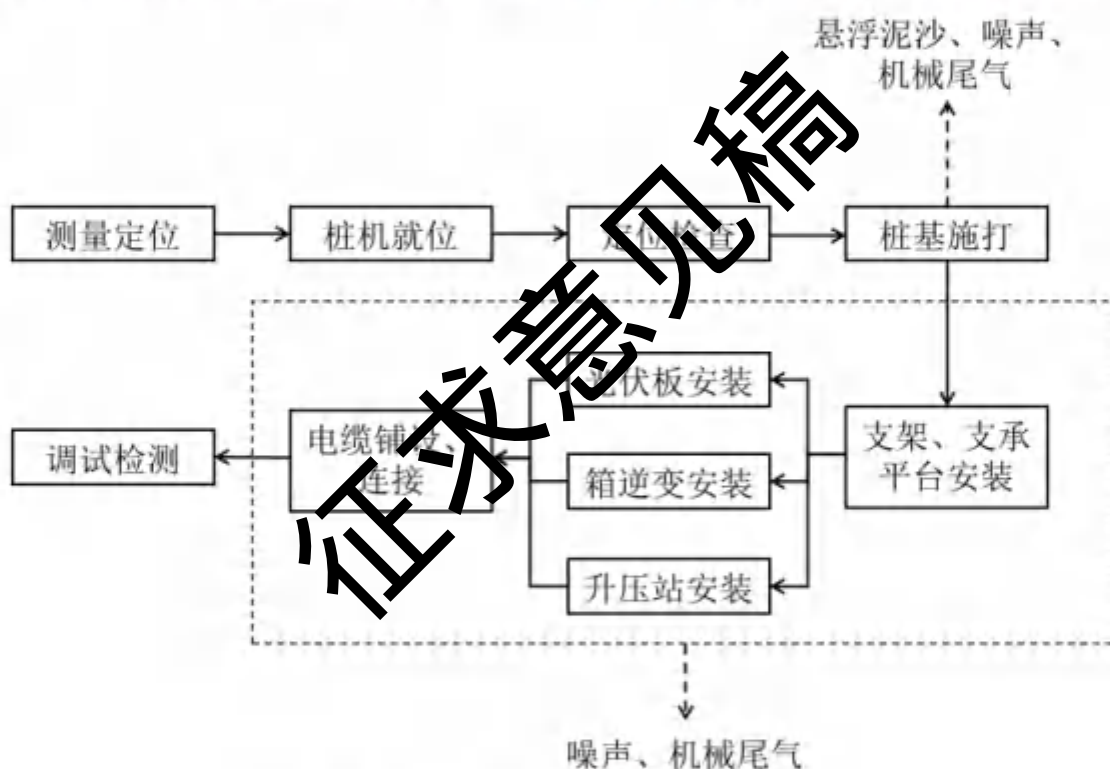 悬浮泥沙、噪声、
机械尾气
测量定位
桩机就位
定位检查
桩基施打
光伏板安装
支架、支承
平台安装
电缆铺设、
连接
调试检测
箱逆变安装
升压站安装
噪声、机械尾气
征求意见稿